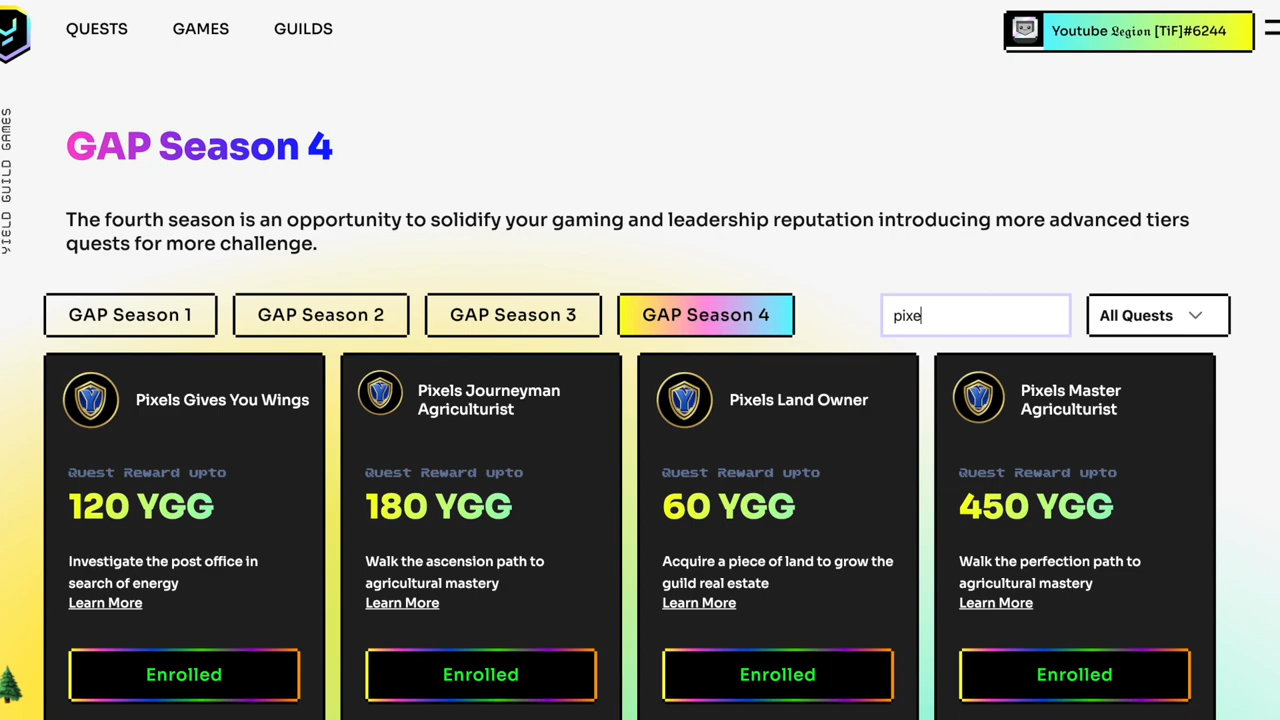 QUESTS GAMES GUILDS
Youtube 𝕷𝖊𝖌𝖎𝖔𝖓 [TiF]#6244
YIELD GUILD GAMES
GAP Season 4
The fourth season is an opportunity to solidify your gaming and leadership reputation introducing more advanced tiers
quests for more challenge.
GAP Season 1 GAP Season 2 GAP Season 3 GAP Season 4 pixe All Quests
Pixels Gives You Wings
Quest Reward upto
120 YGG
Investigate the post office in
search of energy
Learn More
Enrolled
Pixels Journeyman
Agriculturist
Quest Reward upto
180 YGG
Walk the ascension path to
agricultural mastery
Learn More
Enrolled
Pixels Land Owner
Quest Reward upto
60 YGG
Acquire a piece of land to grow the
guild real estate
Learn More
Enrolled
Pixels Master
Agriculturist
Quest Reward upto
450 YGG
Walk the perfection path to
agricultural mastery
Learn More
Enrolled